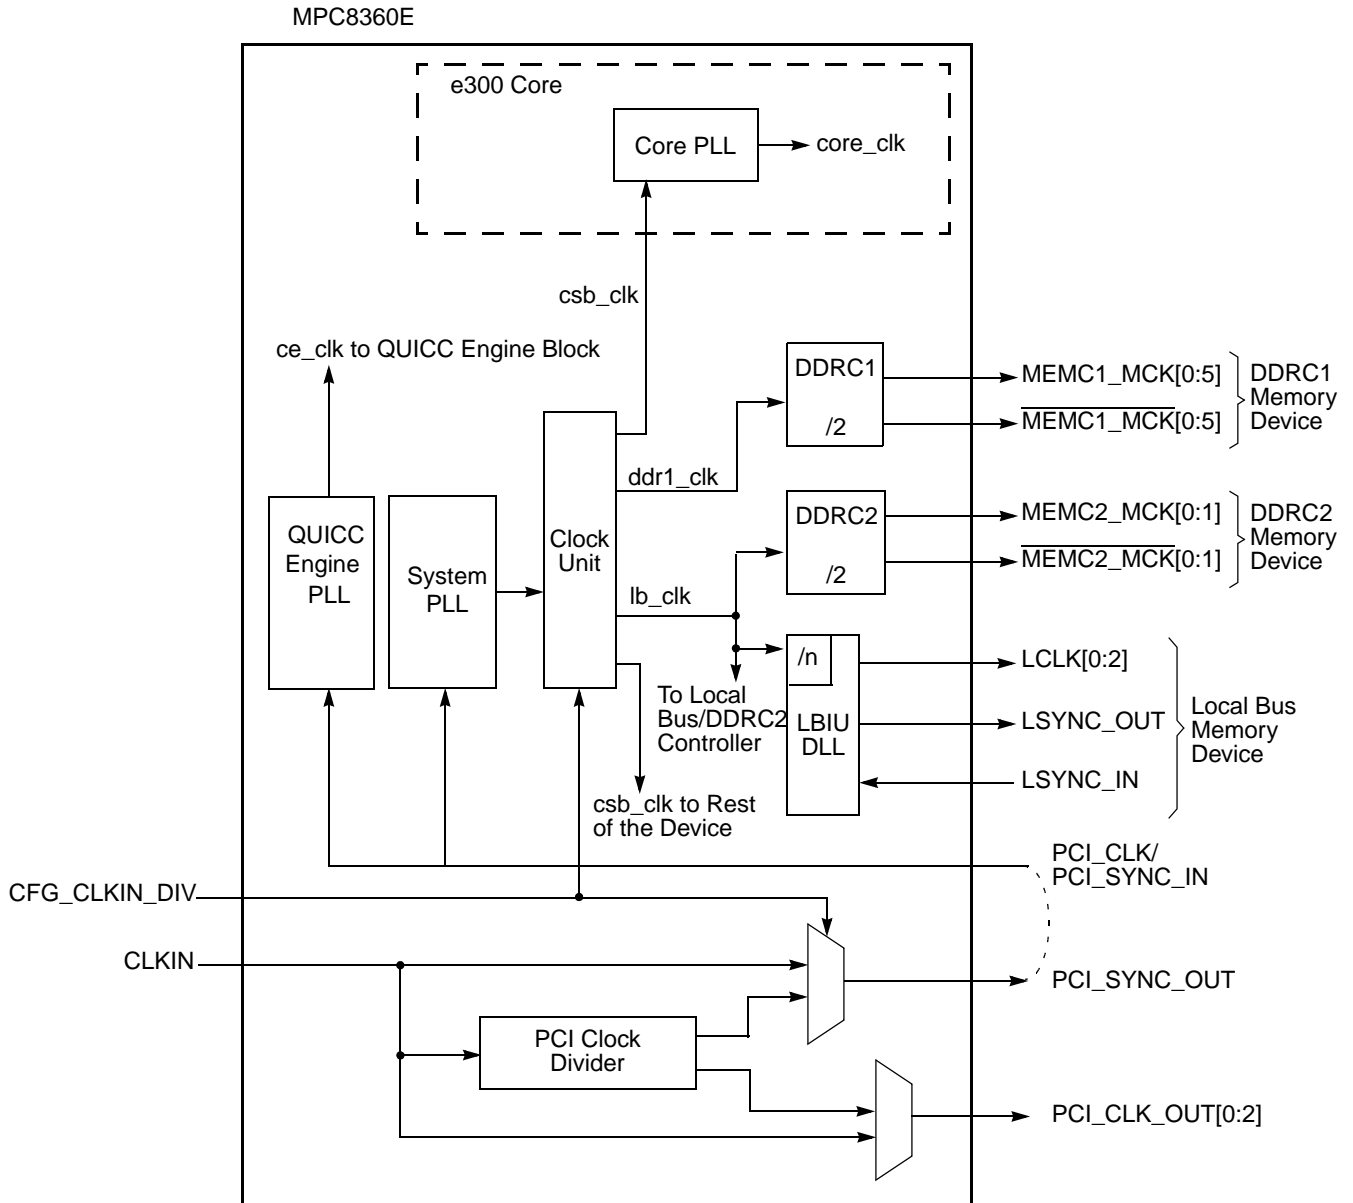 MPC8360E
e300 Core
Core PLL
core_clk
csb_clk
ce_clk to QUICC Engine Block
DDRC1
/2
MEMC1_MCK[0:5]
MEMC1_MCK[0:5]
DDRC1
Memory
Device
ddr1_clk
QUICC
Engine
PLL
System
PLL
Clock
Unit
DDRC2
/2
MEMC2_MCK[0:1]
MEMC2_MCK[0:1]
DDRC2
Memory
Device
lb_clk
/n
LBIU
DLL
To Local
Bus/DDRC2
Controller
LCLK[0:2]
LSYNC_OUT
LSYNC_IN
Local Bus
Memory
Device
csb_clk to Rest
of the Device
PCI_CLK/
PCI_SYNC_IN
CFG_CLKIN_DIV
CLKIN
PCI_SYNC_OUT
PCI Clock
Divider
PCI_CLK_OUT[0:2]